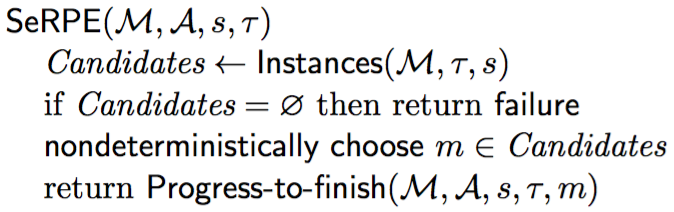 SeRPE(ℳ, 𝒜, s, τ)
Candidates ← Instances(ℳ, τ, s)
if Candidates = ∅ then return failure
nondeterministically choose m ∈ Candidates
return Progress-to-finish(ℳ, 𝒜, s, τ, m)